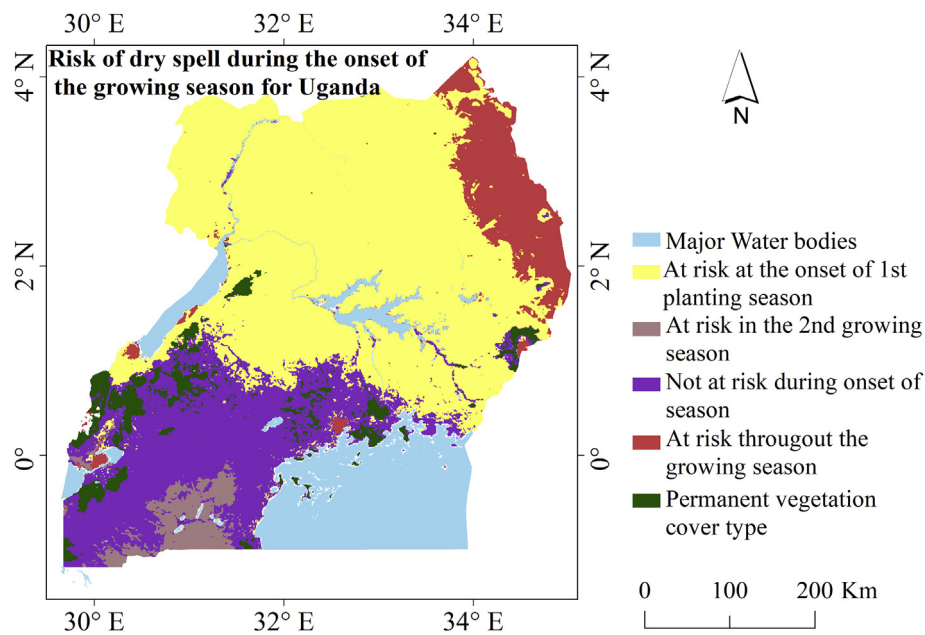 30° E
32° E
34° E
Risk of dry spell during the onset of
the growing season for Uganda
4° N
4° N
N
2° N
2° N
0°
0°
Major Water bodies
At risk at the onset of 1st
planting season
At risk in the 2nd growing
season
Not at risk during onset of
season
At risk througout the
growing season
Permanent vegetation
cover type
0 100 200 Km
30° E
32° E
34° E